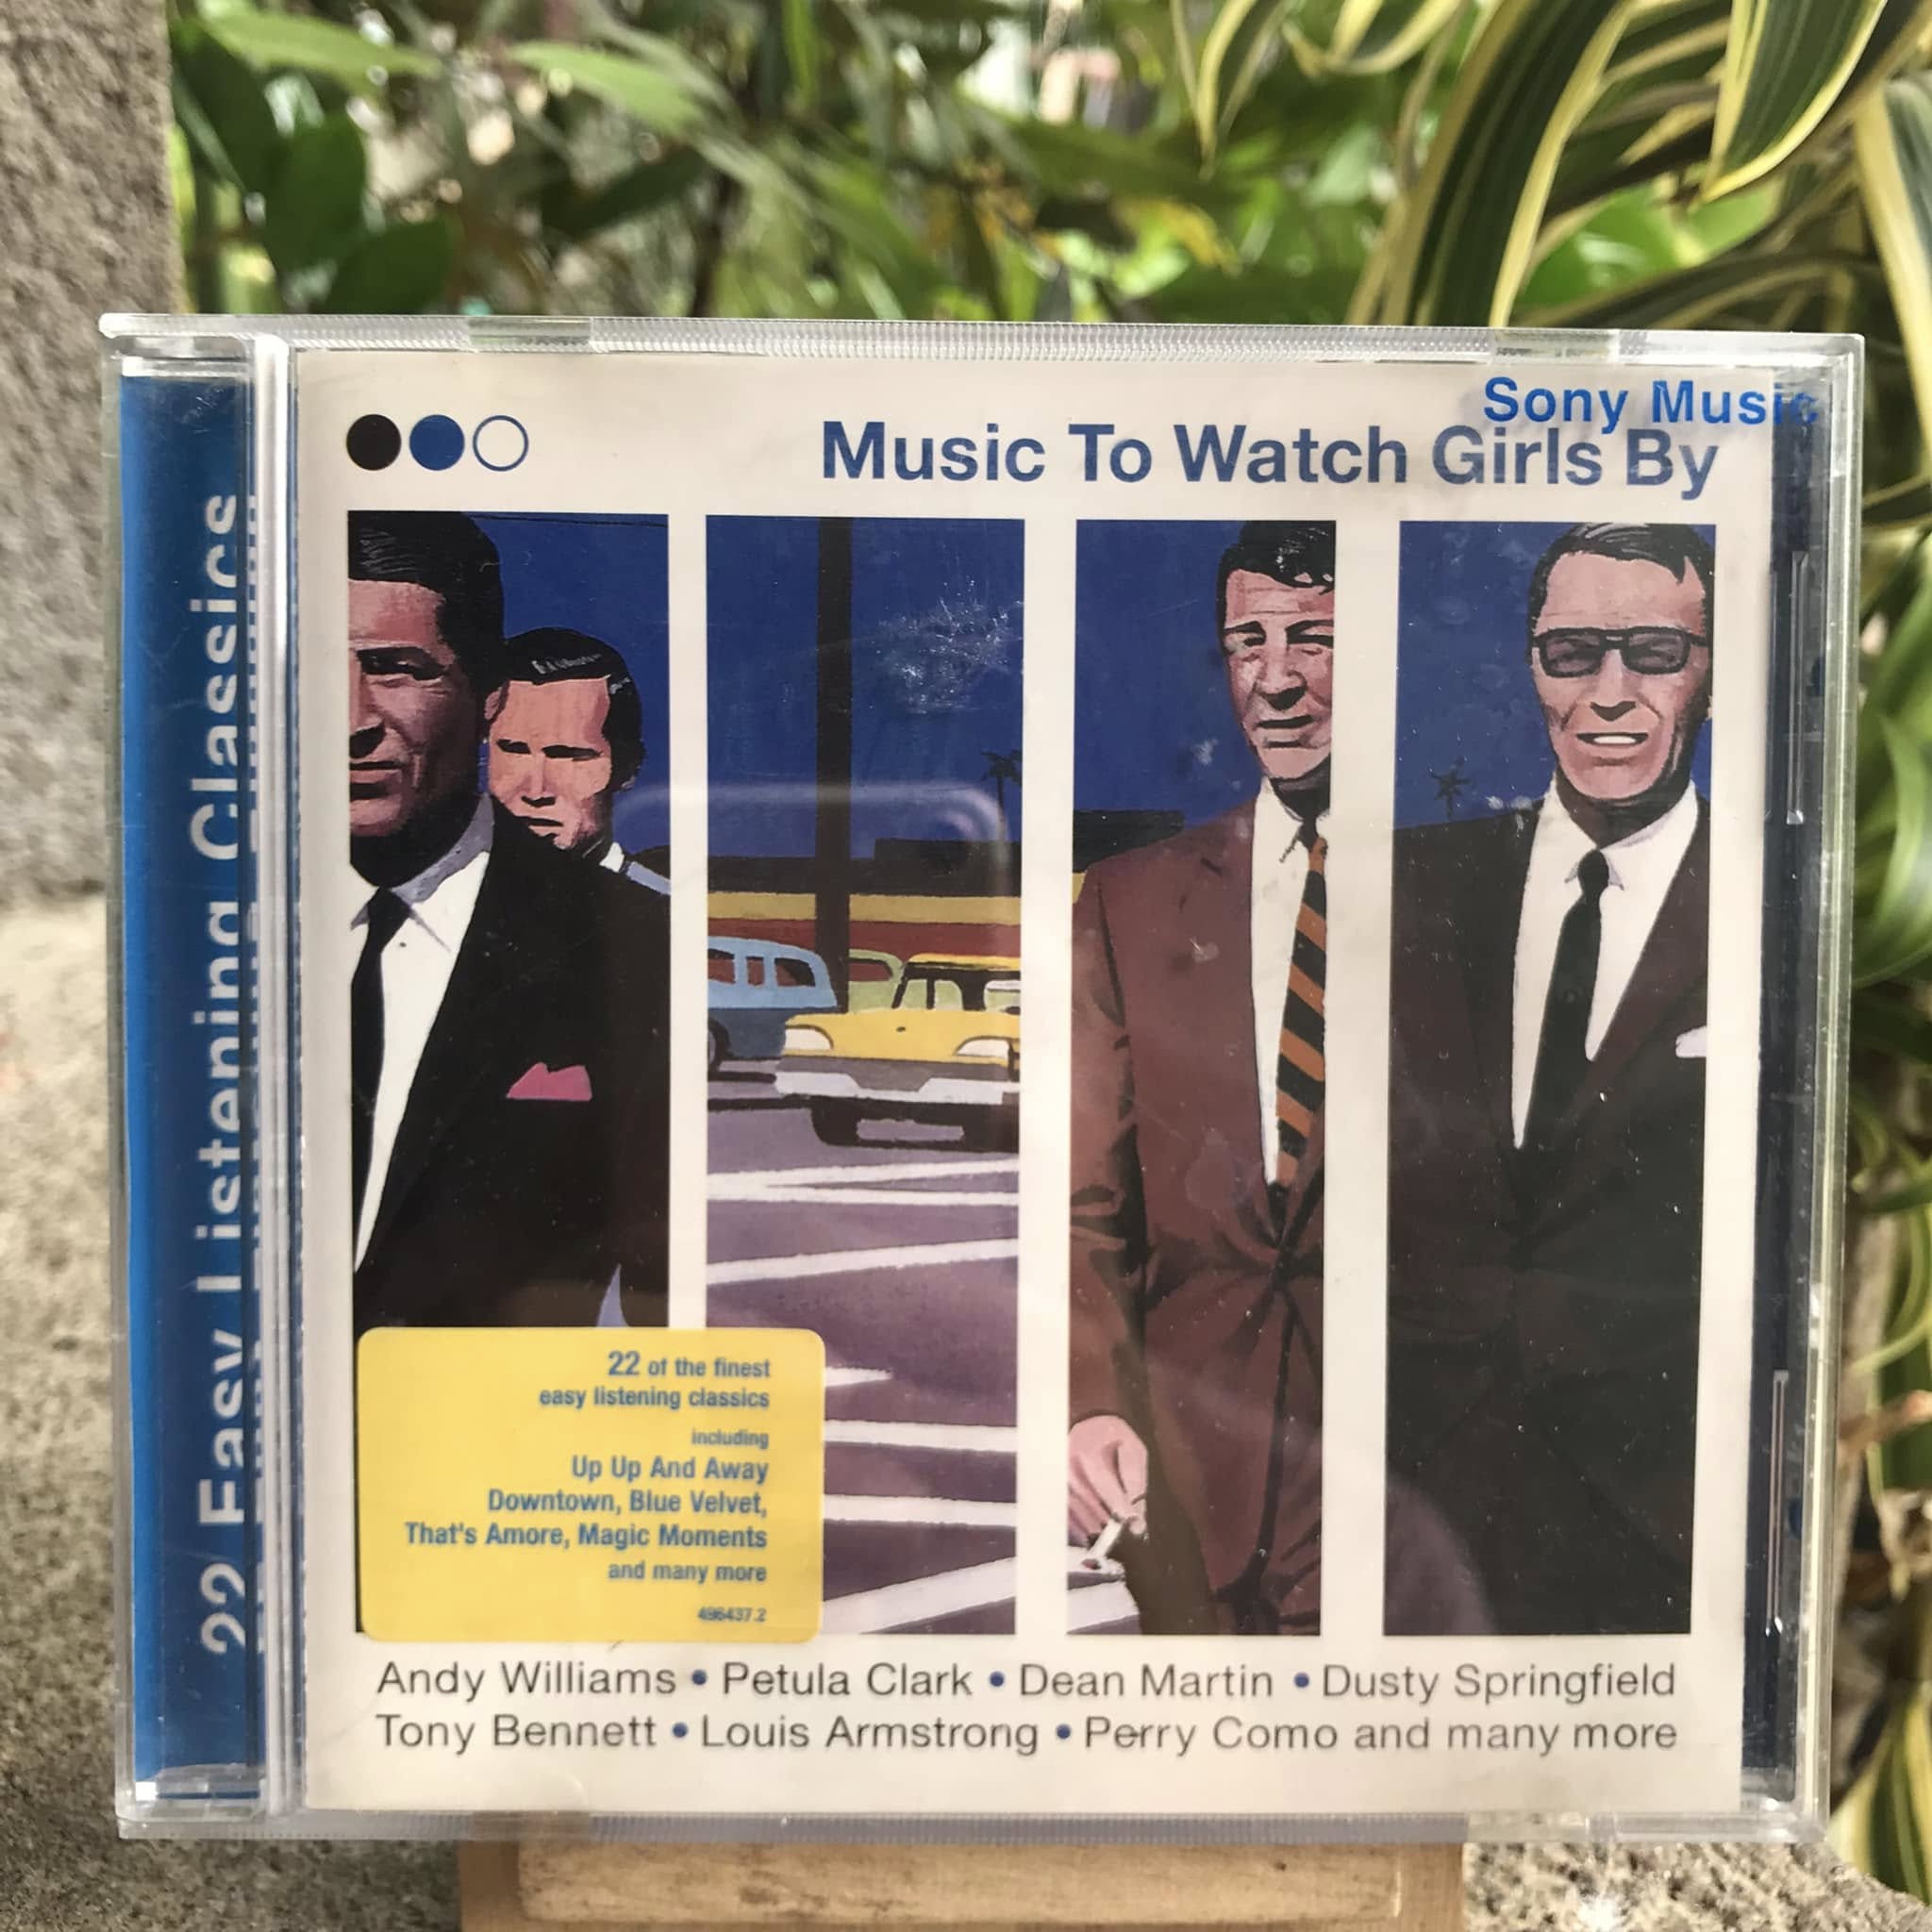 Sony Music
Music To Watch Girls By
22 Easy Listening Classics
22 of the finest
easy listening classics
including
Up Up And Away
Downtown, Blue Velvet,
That's Amore, Magic Moments
and many more
496437.2
Andy Williams • Petula Clark • Dean Martin • Dusty Springfield
Tony Bennett • Louis Armstrong • Perry Como and many more